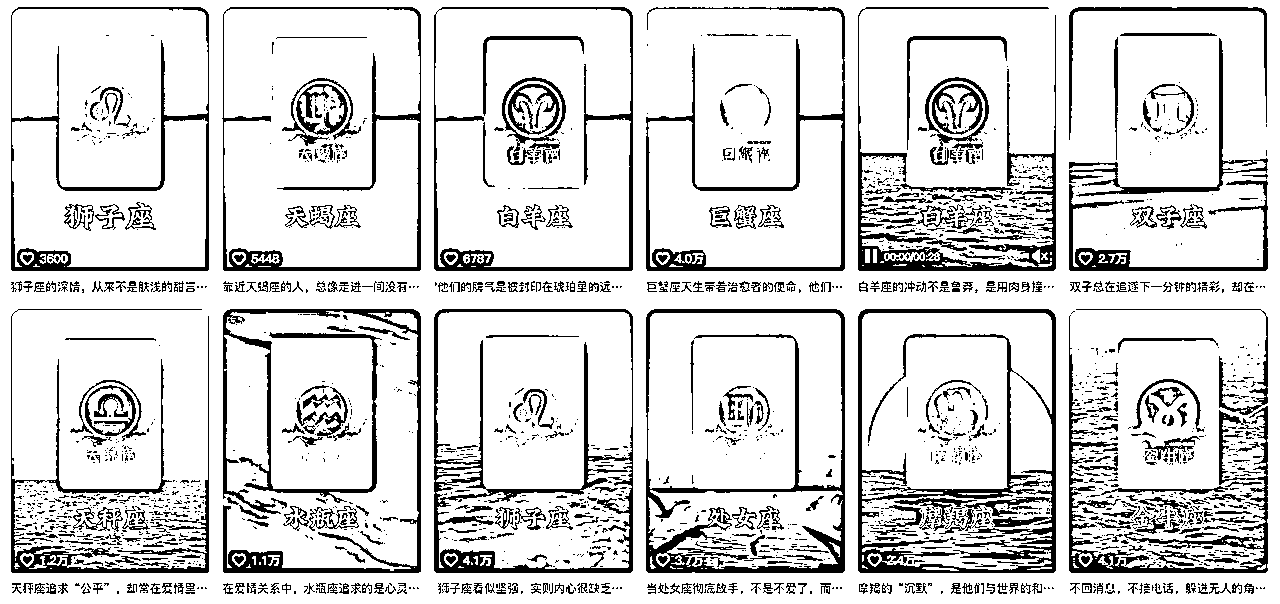 狮子座
3600
狮子座的深情，从来不是肤浅的甜言…
天蝎座
5448
靠近天蝎座的人，总像是进一间没有…
白羊座
6787
'他们的脾气是被封印在琥珀里的远…
巨蟹座
4.0万
巨蟹座天生带着治愈者的使命，他们…
白羊座
00:00/00:28
白羊座的冲动不是鲁莽，是用肉身撞…
双子座
2.7万
双子总在追逐下一分钟的精彩，却在…
天秤座
1.2万
天秤座追求“公平”，却常在爱情里…
水瓶座
1.1万
在爱情关系中，水瓶座追求的是心灵…
狮子座
4.1万
狮子座看似坚强，实则内心很缺乏…
处女座
3.7万
当处女座彻底放手，不是不爱了，而…
摩羯座
2.4万
摩羯的“沉默”，是他们与世界的和…
金牛座
4.1万
不回消息，不接电话，躲进无人的角…